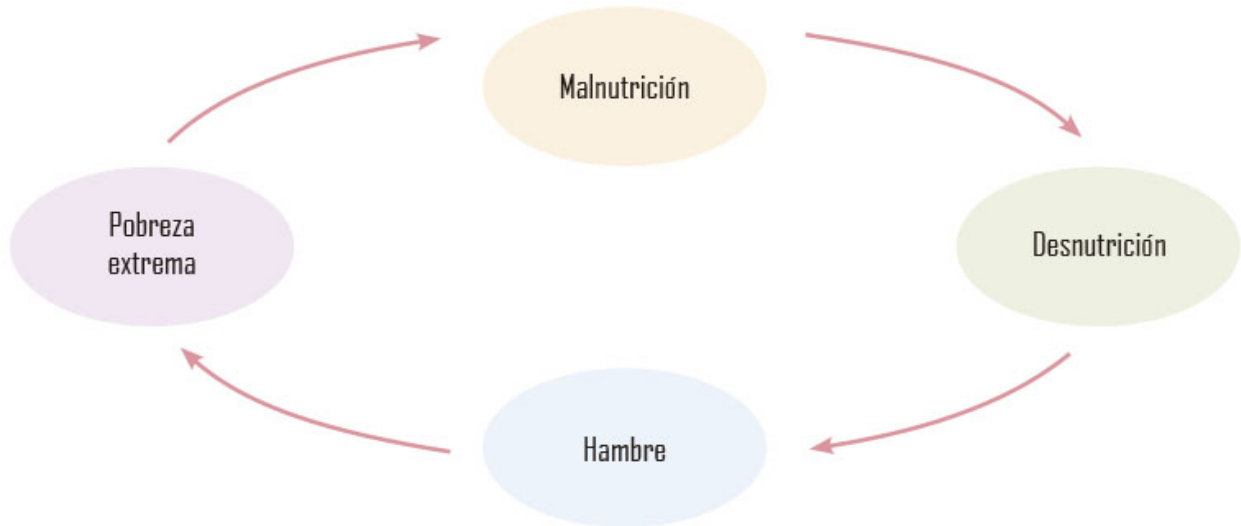 Malnutrición
Pobreza
extrema
Desnutrición
Hambre